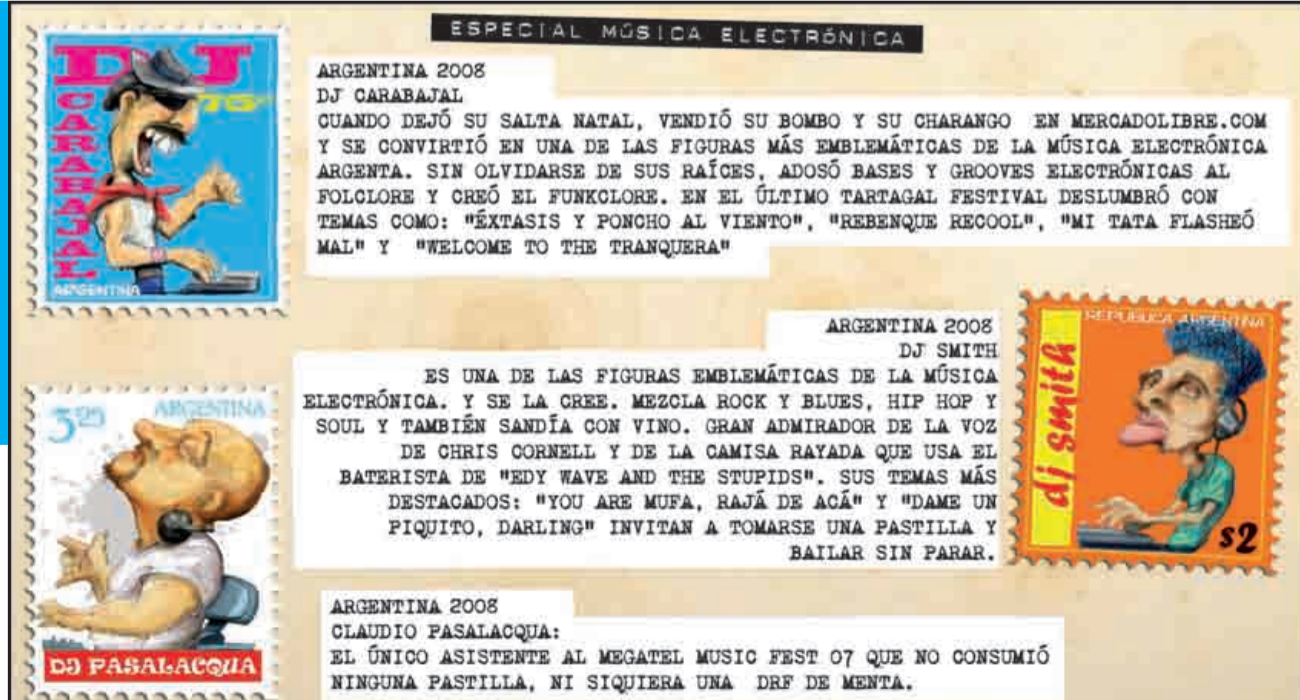 ESPECIAL MÚSICA ELECTRÓNICA
DJ
CARABAJAL
75
ARGENTINA
ARGENTINA 2008
DJ CARABAJAL
CUANDO DEJÓ SU SALTA NATAL, VENDIÓ SU BOMBO Y SU CHARANGO EN MERCADOLIBRE.COM
Y SE CONVIRTIÓ EN UNA DE LAS FIGURAS MÁS EMBLEMÁTICAS DE LA MÚSICA ELECTRÓNICA
ARGENTA. SIN OLVIDARSE DE SUS RAÍCES, ADOSÓ BASES Y GROOVES ELECTRÓNICAS AL
FOLCLORE Y CREÓ EL FUNKCLORE. EN EL ÚLTIMO TARTAGAL FESTIVAL DESLUMBRÓ CON
TEMAS COMO: "ÉXTASIS Y PONCHO AL VIENTO", "REBENQUE RECOOL", "MI TATA FLASHEÓ
MAL" Y "WELCOME TO THE TRANQUERA"
ARGENTINA 2008
DJ SMITH
ES UNA DE LAS FIGURAS EMBLEMÁTICAS DE LA MÚSICA
ELECTRÓNICA. Y SE LA CREE. MEZCLA ROCK Y BLUES, HIP HOP Y
SOUL Y TAMBIÉN SANDÍA CON VINO. GRAN ADMIRADOR DE LA VOZ
DE CHRIS CORNELL Y DE LA CAMISA RAYADA QUE USA EL
BATERISTA DE "EDY WAVE AND THE STUPIDS". SUS TEMAS MÁS
DESTACADOS: "YOU ARE MUFA, RAJÁ DE ACÁ" Y "DAME UN
PIQUITO, DARLING" INVITAN A TOMARSE UNA PASTILLA Y
BAILAR SIN PARAR.
REPUBLICA ARGENTINA
dj smith
$2
ARGENTINA
DJ PASALACQUA
ARGENTINA 2008
CLAUDIO PASALACQUA:
EL ÚNICO ASISTENTE AL MEGATEL MUSIC FEST 07 QUE NO CONSUMIÓ
NINGUNA PASTILLA, NI SIQUIERA UNA DRF DE MENTA.